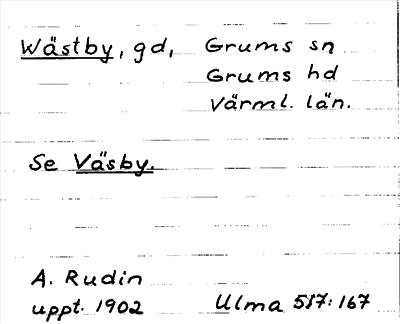 Wästby, gd, Grums sn
Grums hd
Värml. län.
Se Väsby.
A. Rudin
uppt. 1902 Ulma 517:167